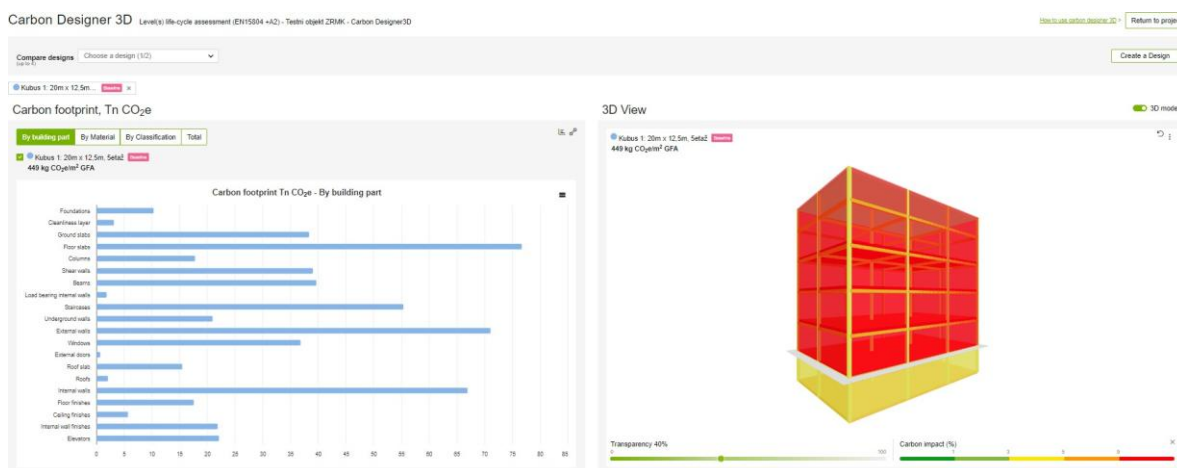 Carbon Designer 3D Level(s) life-cycle assessment (EN15804 +A2) - Testni objekt ZRMK - Carbon Designer3D
How to use carbon designer 3D > Return to projec
Compare designs Choose a design (1/2)
Create a Design
Kubus 1: 20m x 12,5m... Baseline ×
Carbon footprint, Tn CO₂e
By building part By Material By Classification Total
Kubus 1: 20m x 12,5m, 5etaž Baseline
449 kg CO₂e/m² GFA
Carbon footprint Tn CO₂e - By building part
Foundations
Cleanliness layer
Ground slabs
Floor slabs
Columns
Shear walls
Beams
Load bearing internal walls
Staircases
Underground walls
External walls
Windows
External doors
Roof slab
Roofs
Internal walls
Floor finishes
Ceiling finishes
Internal wall finishes
Elevators
0 5 10 15 20 25 30 35 40 45 50 55 60 65 70 75 80 85
3D View
3D mode
Kubus 1: 20m x 12,5m, 5etaž Baseline
449 kg CO₂e/m² GFA
Transparency 40%
0 100
Carbon impact (%)
1 3 6 9